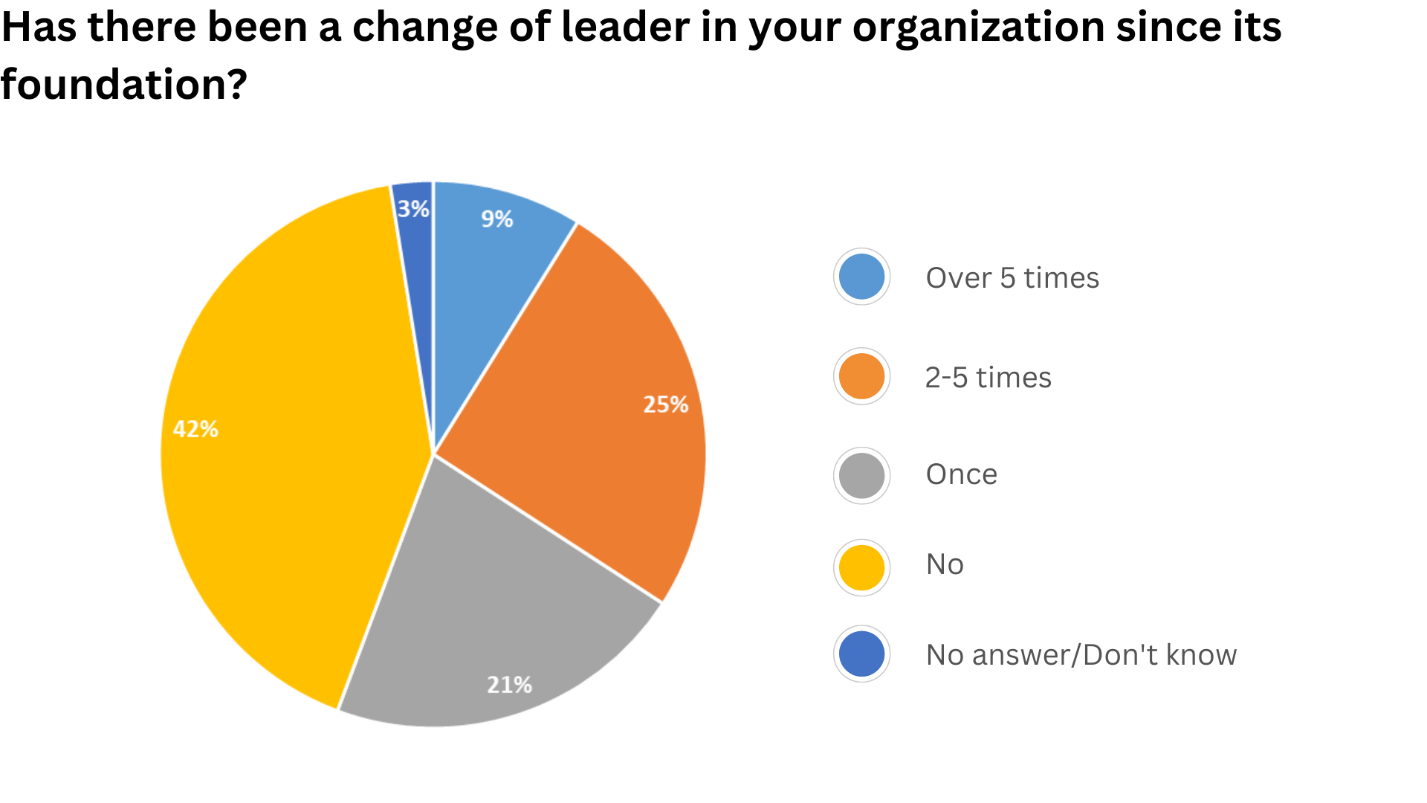 Has there been a change of leader in your organization since its
foundation?
3%
9%
25%
42%
21%
Over 5 times
2-5 times
Once
No
No answer/Don't know